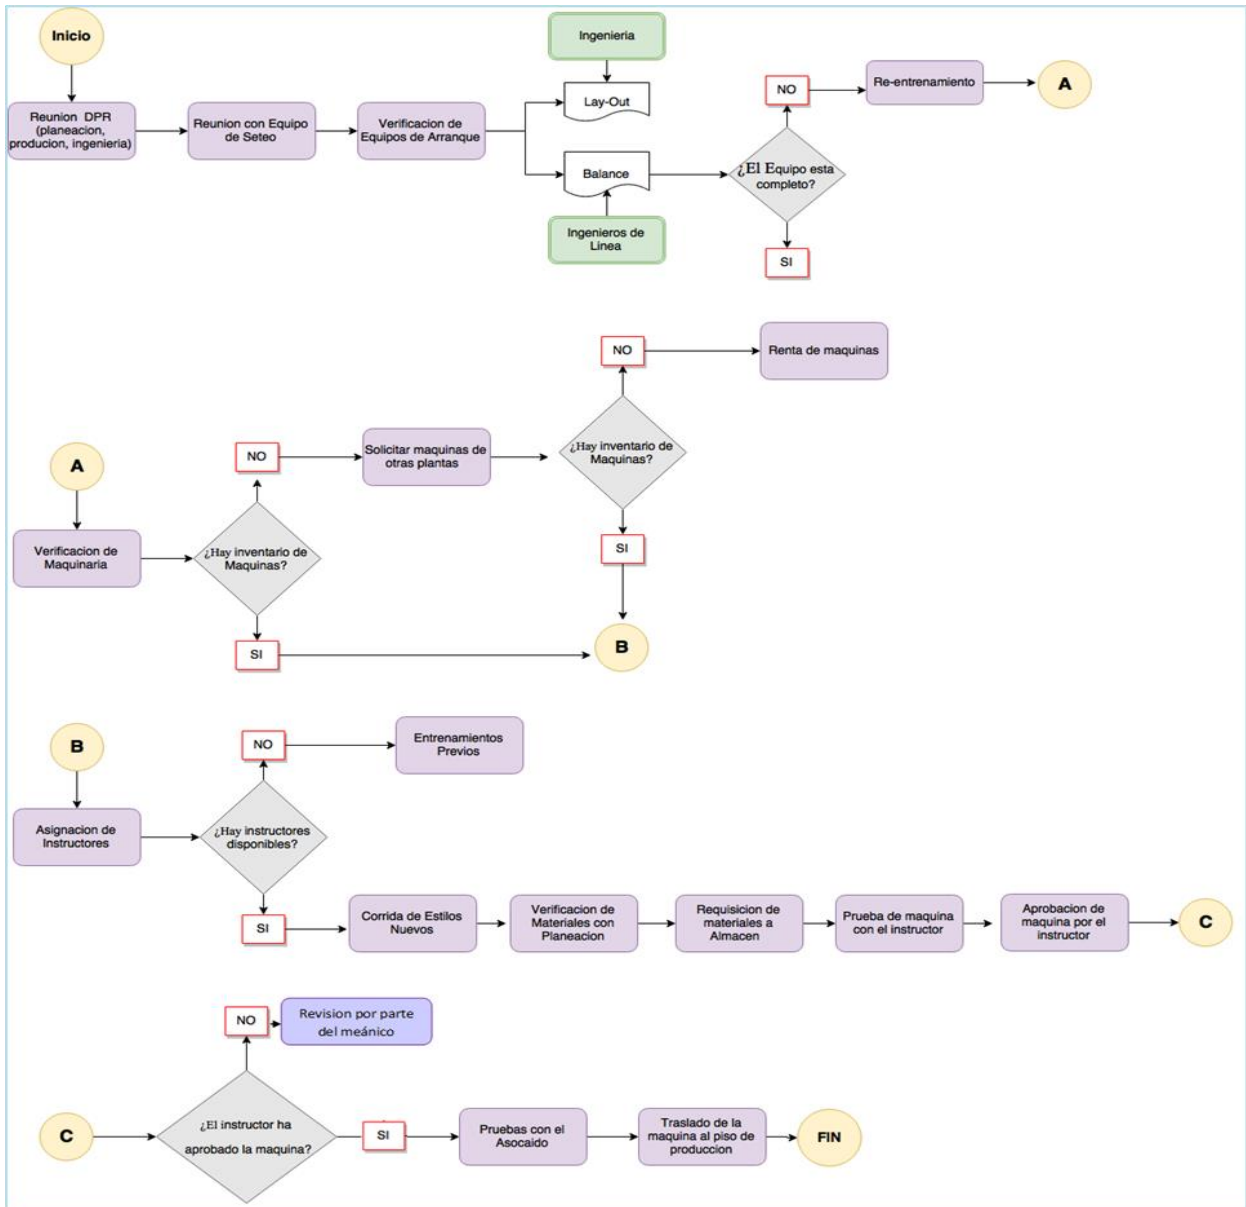 Inicio
Reunion DPR
(planeacion,
producion, ingenieria)
Reunion con Equipo
de Seteo
Verificacion de
Equipos de Arranque
Ingenieria
Lay-Out
Balance
Ingenieros de
Linea
¿El Equipo esta
completo?
NO
Re-entrenamiento
A
SI
A
Verificacion de
Maquinaria
¿Hay inventario de
Maquinas?
NO
Solicitar maquinas de
otras plantas
¿Hay inventario de
Maquinas?
NO
Renta de maquinas
SI
SI
B
B
Asignacion de
Instructores
¿Hay instructores
disponibles?
NO
Entrenamientos
Previos
SI
Corrida de Estilos
Nuevos
Verificacion de
Materiales con
Planeacion
Requisicion de
materiales a
Almacen
Prueba de maquina
con el instructor
Aprobacion de
maquina por el
instructor
C
C
¿El instructor ha
aprobado la maquina?
NO
Revision por parte
del meánico
SI
Pruebas con el
Asocaido
Traslado de la
maquina al piso de
produccion
FIN